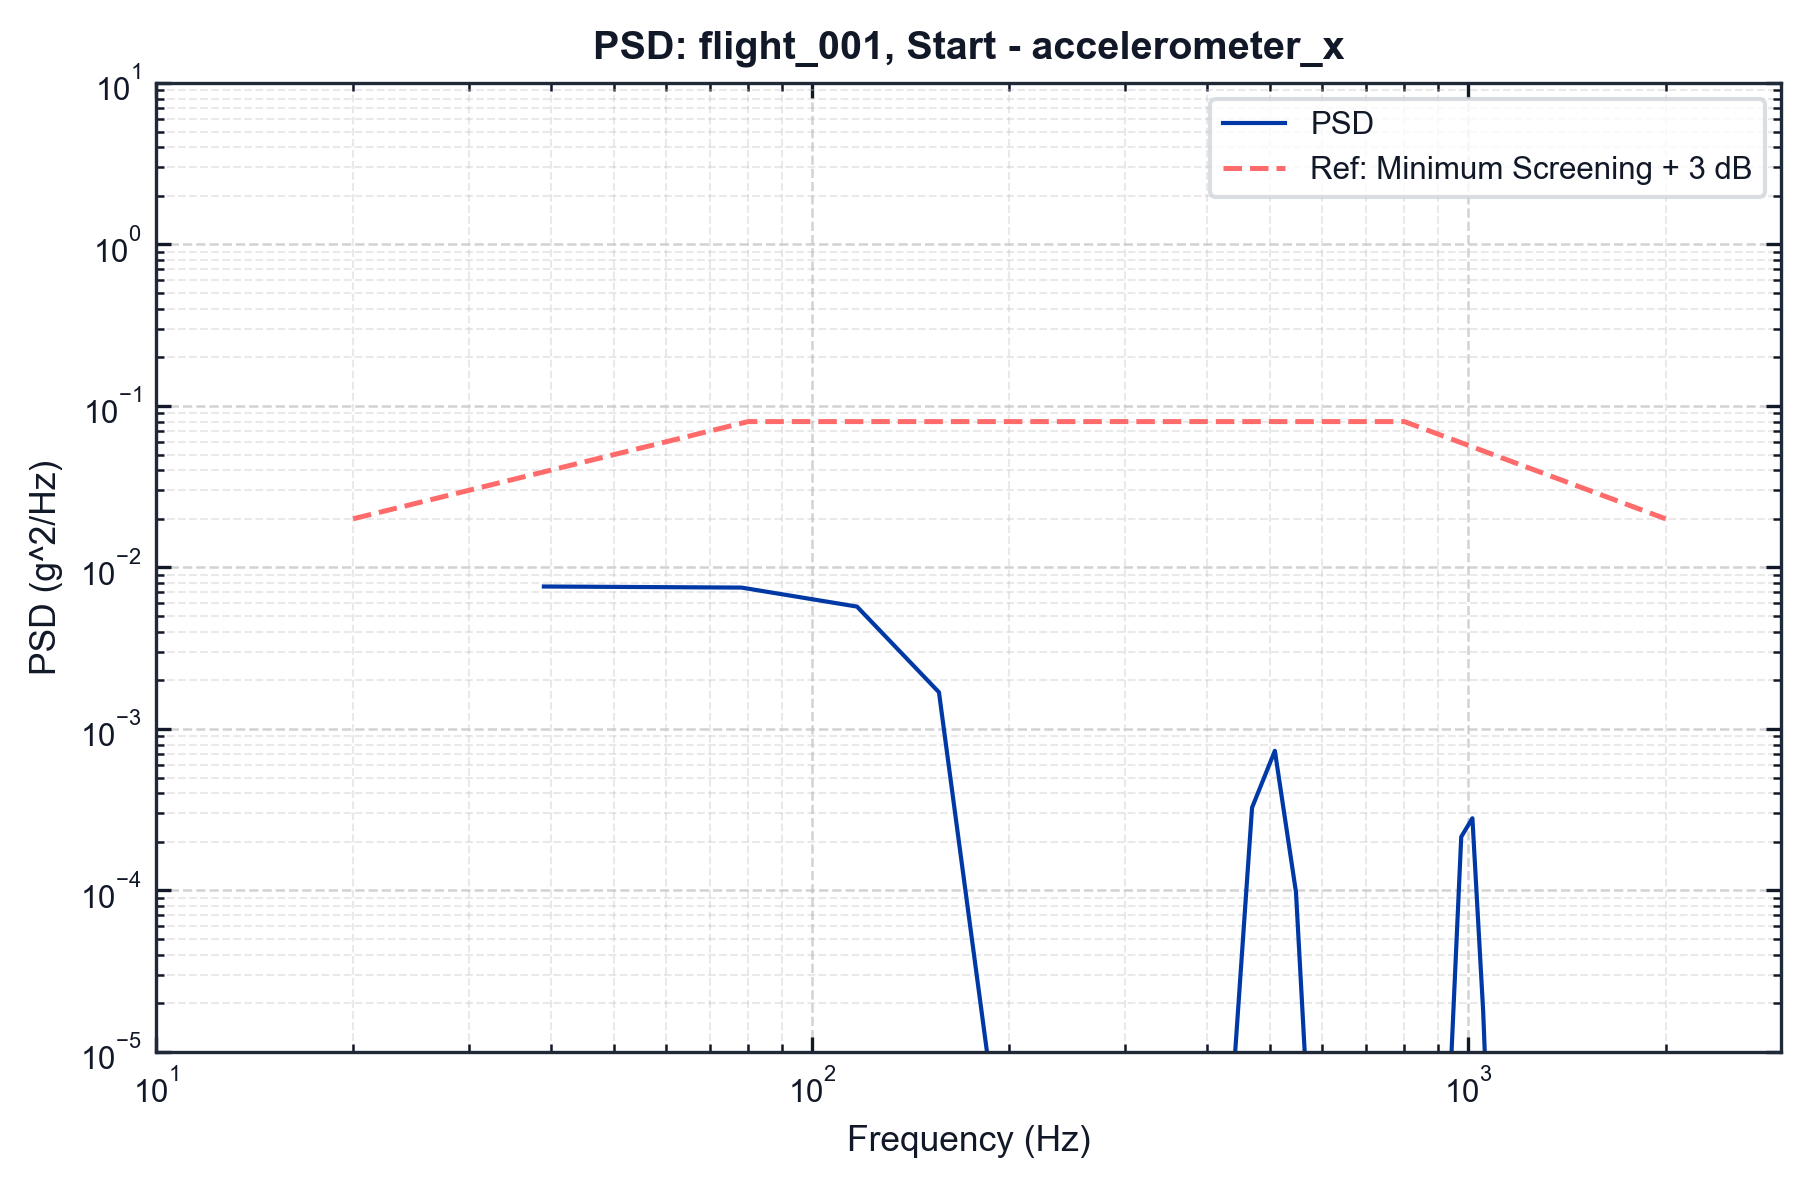 PSD: flight_001, Start - accelerometer_x
PSD
Ref: Minimum Screening + 3 dB
10^1
10^0
10^−1
10^−2
10^−3
10^−4
10^−5
PSD (g^2/Hz)
10^1 10^2 10^3
Frequency (Hz)